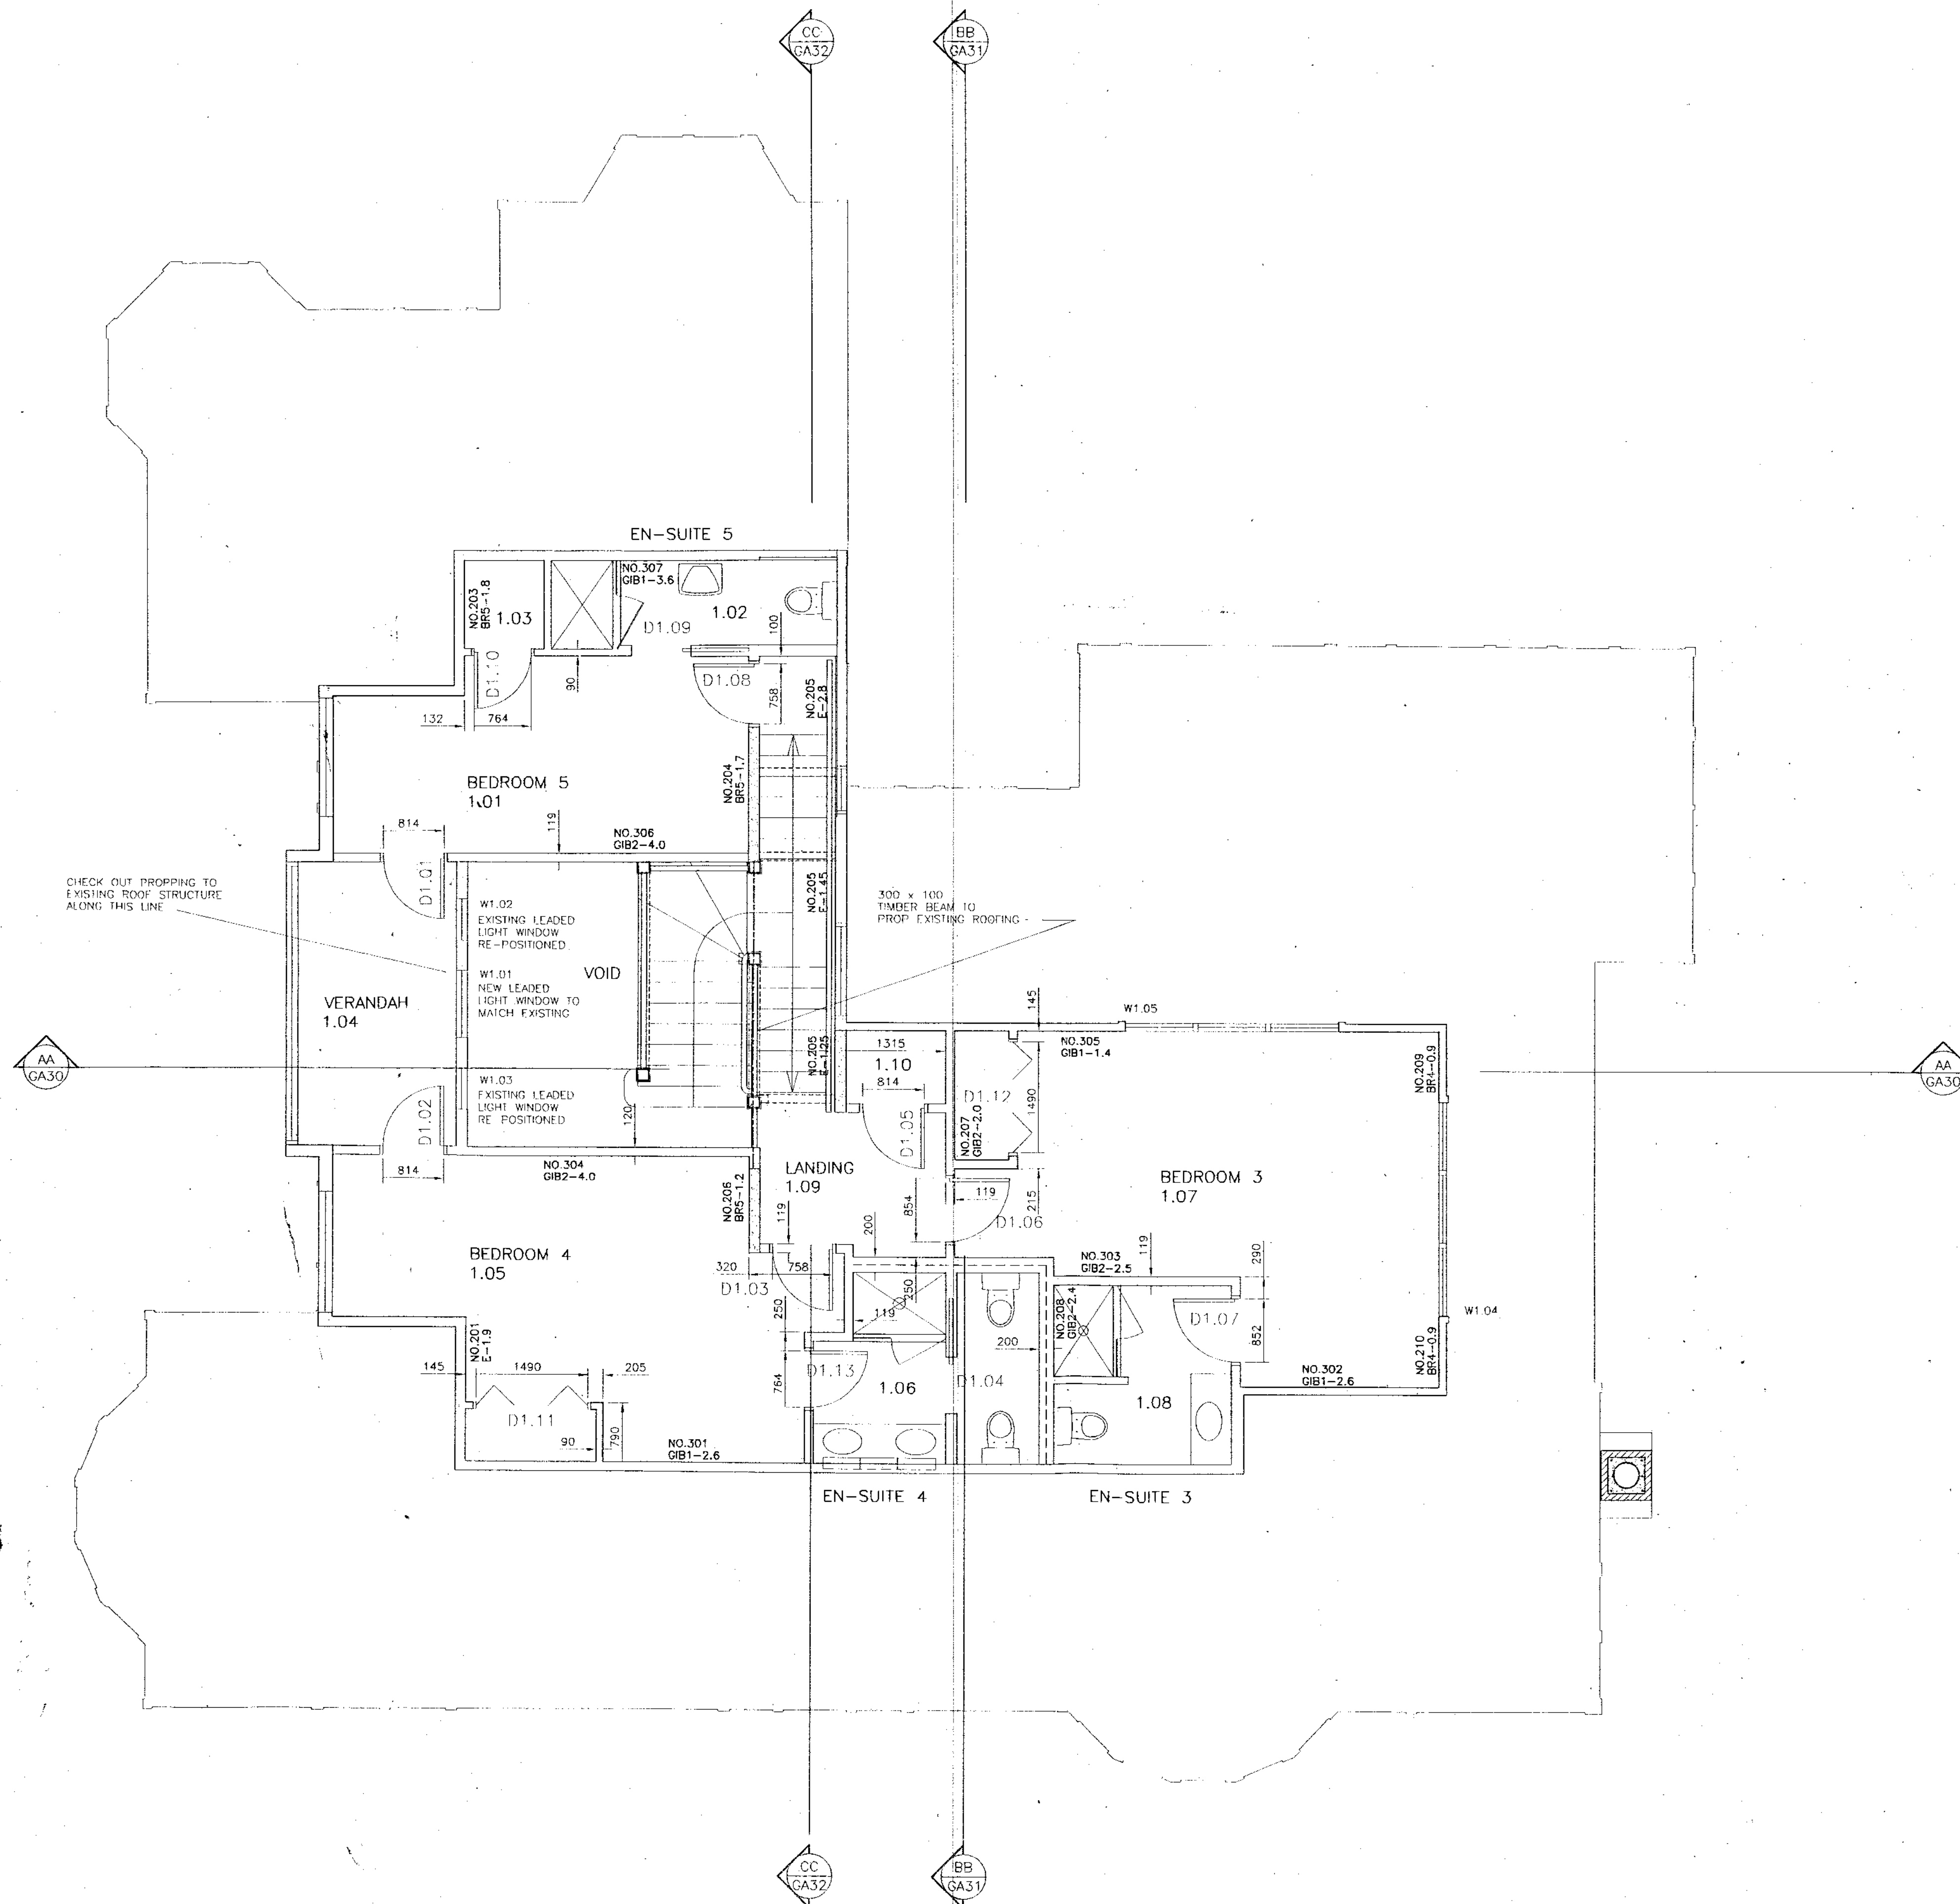 CC
GA32
BB
GA31
EN-SUITE 5
NO.203
BR5-1.8
1.03
NO.307
GIB1-3.6
1.02
D1.09
100
D1.10
90
D1.08
758
NO.205
E-2.8
132
764
BEDROOM 5
1.01
NO.204
BR5-1.7
814
119
NO.306
GIB2-4.0
D1.01
CHECK OUT PROPPING TO
EXISTING ROOF STRUCTURE
ALONG THIS LINE
W1.02
EXISTING LEADED
LIGHT WINDOW
RE-POSITIONED
NO.205
E-1.45
300 x 100
TIMBER BEAM TO
PROP EXISTING ROOFING
W1.01
NEW LEADED
LIGHT WINDOW TO
MATCH EXISTING
VOID
VERANDAH
1.04
145
W1.05
AA
GA30
NO.205
E-1.25
1315
1.10
814
NO.305
GIB1-1.4
NO.209
BR4-0.9
AA
GA30
W1.03
EXISTING LEADED
LIGHT WINDOW
RE POSITIONED
D1.02
120
D1.05
D1.12
1490
NO.207
GIB2-2.0
814
NO.304
GIB2-4.0
LANDING
1.09
BEDROOM 3
1.07
NO.206
BR5-1.2
119
200
854
119
215
D1.06
BEDROOM 4
1.05
320
758
D1.03
250
NO.303
GIB2-2.5
119
290
250
119
NO.208
GIB2-2.4
D1.07
852
W1.04
200
NO.201
E-1.9
145
1490
205
764
D1.13
1.06
D1.04
1.08
NO.302
GIB1-2.6
NO.210
BR4-0.9
D1.11
90
790
NO.301
GIB1-2.6
EN-SUITE 4
EN-SUITE 3
CC
GA32
BB
GA31